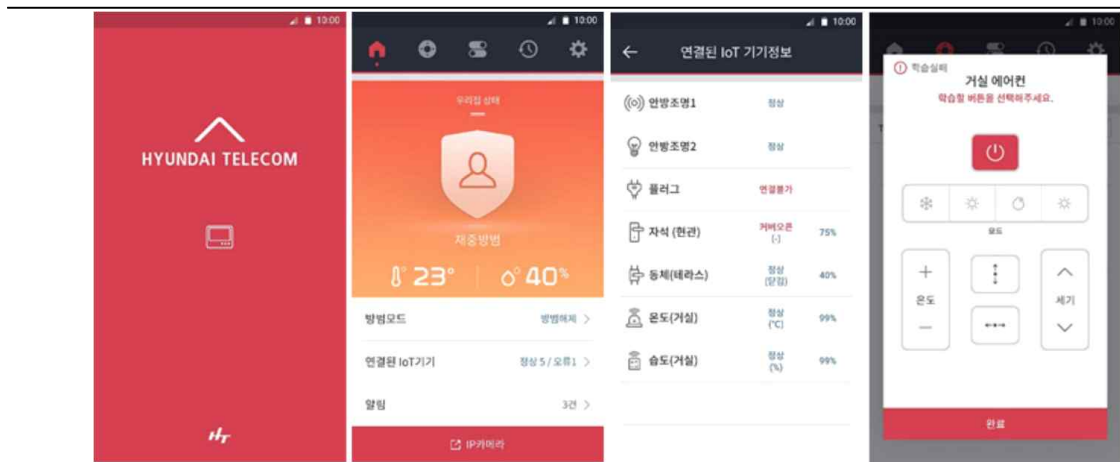 10:00
HYUNDAI TELECOM
HT
10:00
우리집 상태
재중방범
23° 40%
방범모드 방범해제 >
연결된 IoT기기 정상 5 / 오류1 >
알림 3건 >
IP카메라
10:00
연결된 IoT 기기정보
안방조명1 정상
안방조명2 정상
플러그 연결불가
자석 (현관) 커버오픈 75%
[-]
동체(테라스) 정상 40%
(닫김)
온도(거실) 정상 99%
(°C)
습도(거실) 정상 99%
(%)
10:00
학습실패
거실 에어컨
학습할 버튼을 선택해주세요.
모드
+
온도 세기
−
완료